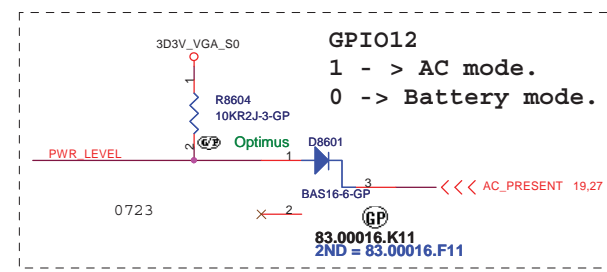 3D3V_VGA_S0
GPIO12
1 - > AC mode.
0 -> Battery mode.
1
R8604
10KR2J-3-GP
2
G/P
Optimus
D8601
PWR_LEVEL
1
BAS16-6-GP
3
AC_PRESENT 19,27
0723
2
GP
83.00016.K11
2ND = 83.00016.F11